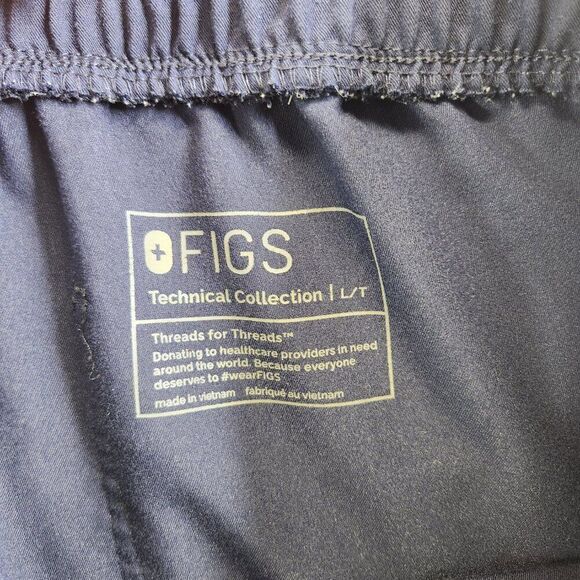 FIGS
Technical Collection | L/T
Threads for Threads™
Donating to healthcare providers in need
around the world. Because everyone
deserves to #wearFIGS
made in vietnam fabriqué au vietnam